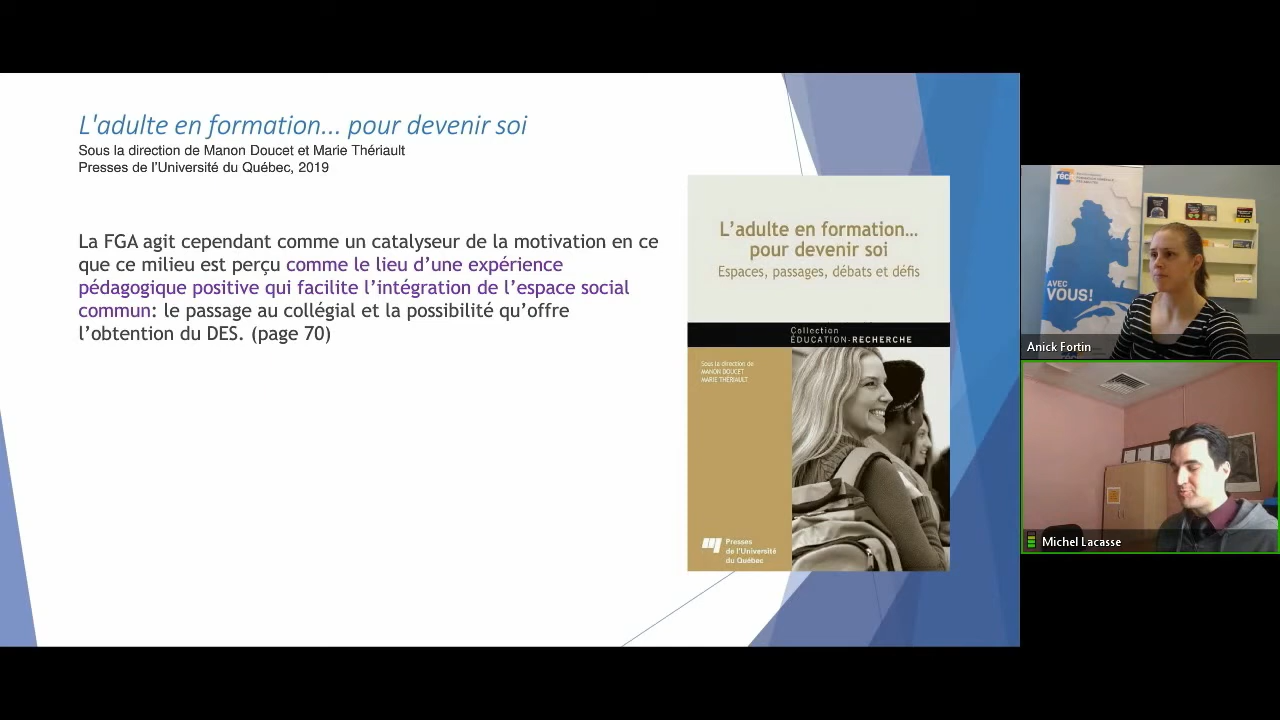 L'adulte en formation... pour devenir soi
Sous la direction de Manon Doucet et Marie Thériault
Presses de l'Université du Québec, 2019
La FGA agit cependant comme un catalyseur de la motivation en ce
que ce milieu est perçu comme le lieu d'une expérience
pédagogique positive qui facilite l'intégration de l'espace social
commun: le passage au collégial et la possibilité qu'offre
l'obtention du DES. (page 70)
L'adulte en formation...
pour devenir soi
Espaces, passages, débats et défis
Collection
ÉDUCATION-RECHERCHE
Sous la direction de
MANON DOUCET
MARIE THÉRIAULT
Presses
de l'Université
du Québec
AVEC
VOUS!
Anick Fortin
Michel Lacasse